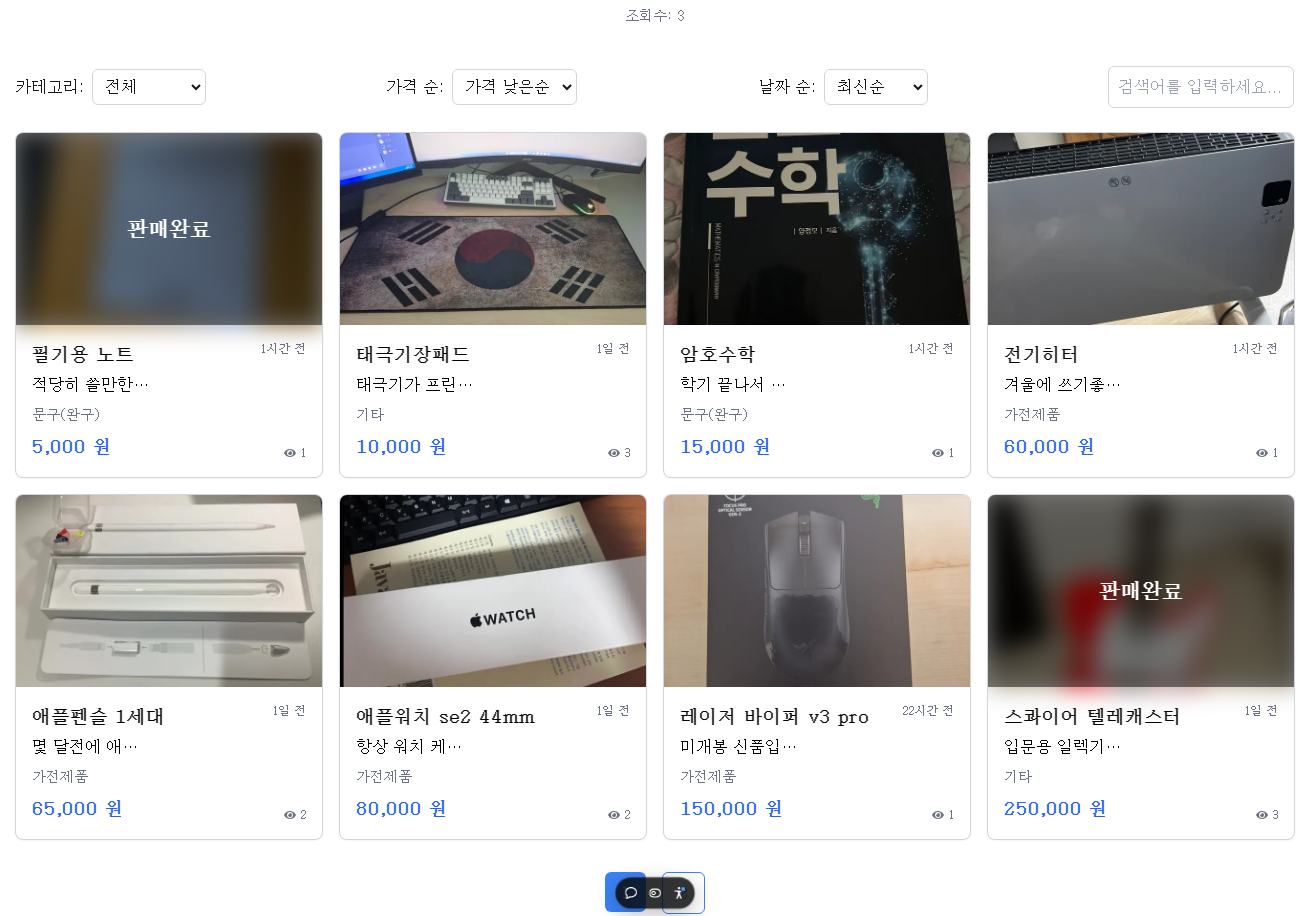 조회수: 3
카테고리: 전체
가격 순: 가격 낮은순
날짜 순: 최신순
검색어를 입력하세요...
판매완료
필기용 노트
1시간 전
적당히 쓸만한…
문구(완구)
5,000 원
1
태극기장패드
1일 전
태극기가 프린…
기타
10,000 원
3
수학
암호수학
1시간 전
학기 끝나서 …
문구(완구)
15,000 원
1
전기히터
1시간 전
겨울에 쓰기좋…
가전제품
60,000 원
1
애플펜슬 1세대
1일 전
몇 달전에 애…
가전제품
65,000 원
2
Java
WATCH
애플워치 se2 44mm
1일 전
항상 워치 케…
가전제품
80,000 원
2
FOCUS PRO
OPTICAL SENSOR
GEN-2
레이저 바이퍼 v3 pro
22시간 전
미개봉 신품입…
가전제품
150,000 원
1
판매완료
스콰이어 텔레캐스터
1일 전
입문용 일렉기…
기타
250,000 원
3